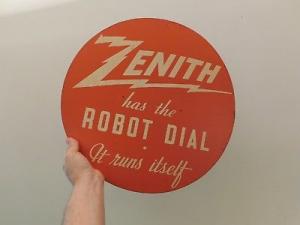 ZENITH
has the
ROBOT DIAL
It runs itself